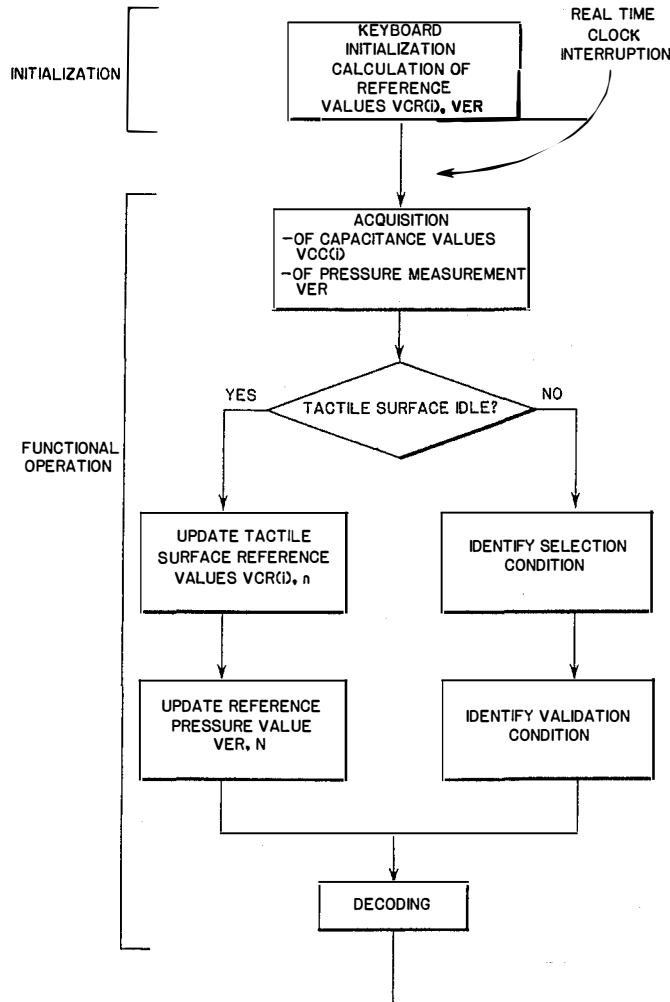 REAL TIME
CLOCK
INTERRUPTION
INITIALIZATION
KEYBOARD
INITIALIZATION
CALCULATION OF
REFERENCE
VALUES VCR(i), VER
ACQUISITION
-OF CAPACITANCE VALUES
VCC(i)
-OF PRESSURE MEASUREMENT
VER
YES
TACTILE SURFACE IDLE?
NO
FUNCTIONAL
OPERATION
UPDATE TACTILE
SURFACE REFERENCE
VALUES VCR(i), n
IDENTIFY SELECTION
CONDITION
UPDATE REFERENCE
PRESSURE VALUE
VER, N
IDENTIFY VALIDATION
CONDITION
DECODING